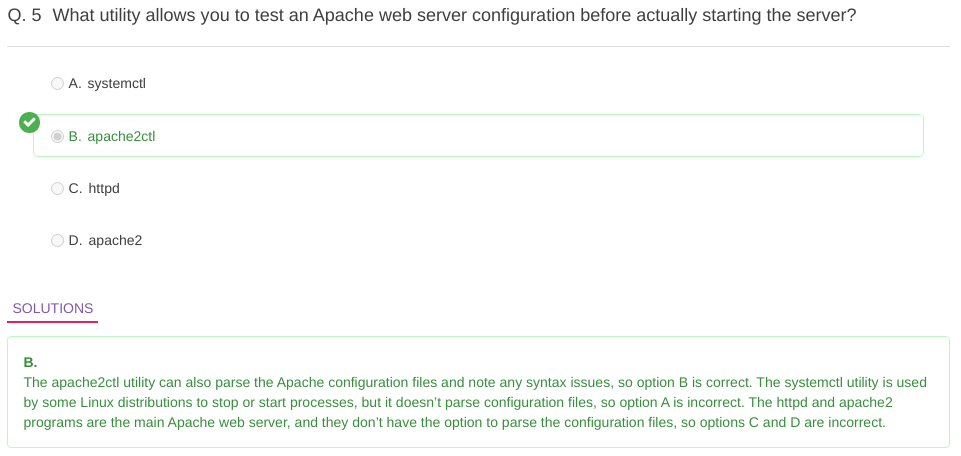 Q. 5 What utility allows you to test an Apache web server configuration before actually starting the server?
A. systemctl
B. apache2ctl
C. httpd
D. apache2
SOLUTIONS
B.
The apache2ctl utility can also parse the Apache configuration files and note any syntax issues, so option B is correct. The systemctl utility is used
by some Linux distributions to stop or start processes, but it doesn’t parse configuration files, so option A is incorrect. The httpd and apache2
programs are the main Apache web server, and they don’t have the option to parse the configuration files, so options C and D are incorrect.